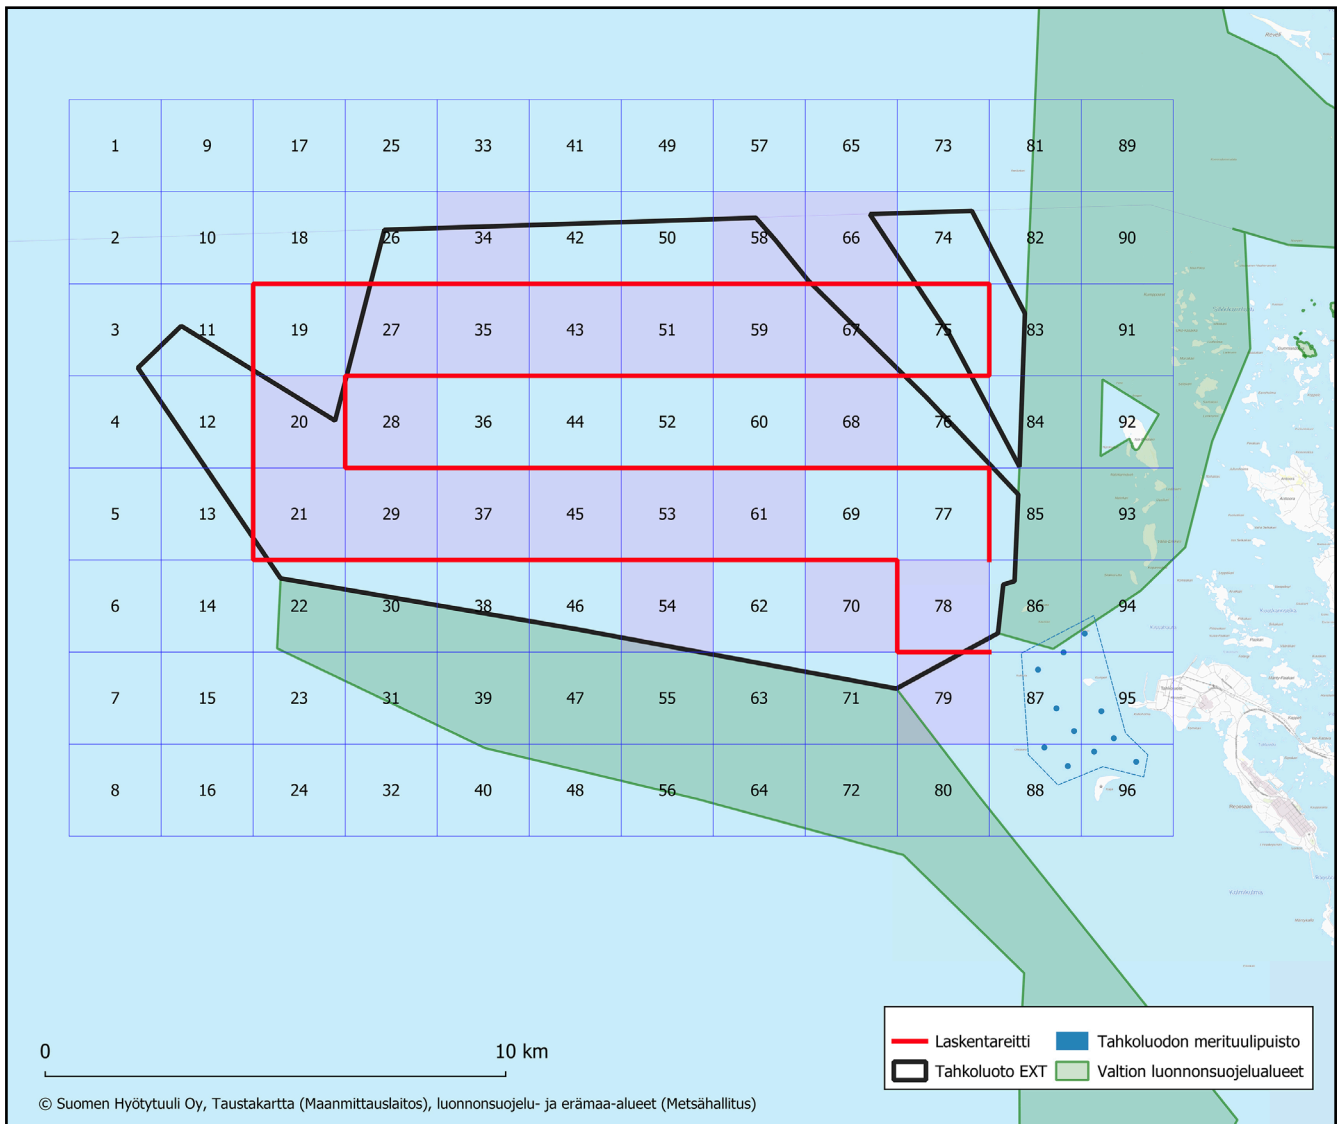 1 9 17 25 33 41 49 57 65 73 81 89
2 10 18 26 34 42 50 58 66 74 82 90
3 11 19 27 35 43 51 59 67 75 83 91
4 12 20 28 36 44 52 60 68 76 84 92
5 13 21 29 37 45 53 61 69 77 85 93
6 14 22 30 38 46 54 62 70 78 86 94
7 15 23 31 39 47 55 63 71 79 87 95
8 16 24 32 40 48 56 64 72 80 88 96
0 10 km
Laskentareitti
Tahkoluoto EXT
Tahkoluodon merituulipuisto
Valtion luonnonsuojelualueet
© Suomen Hyötytuuli Oy, Taustakartta (Maanmittauslaitos), luonnonsuojelu- ja erämaa-alueet (Metsähallitus)